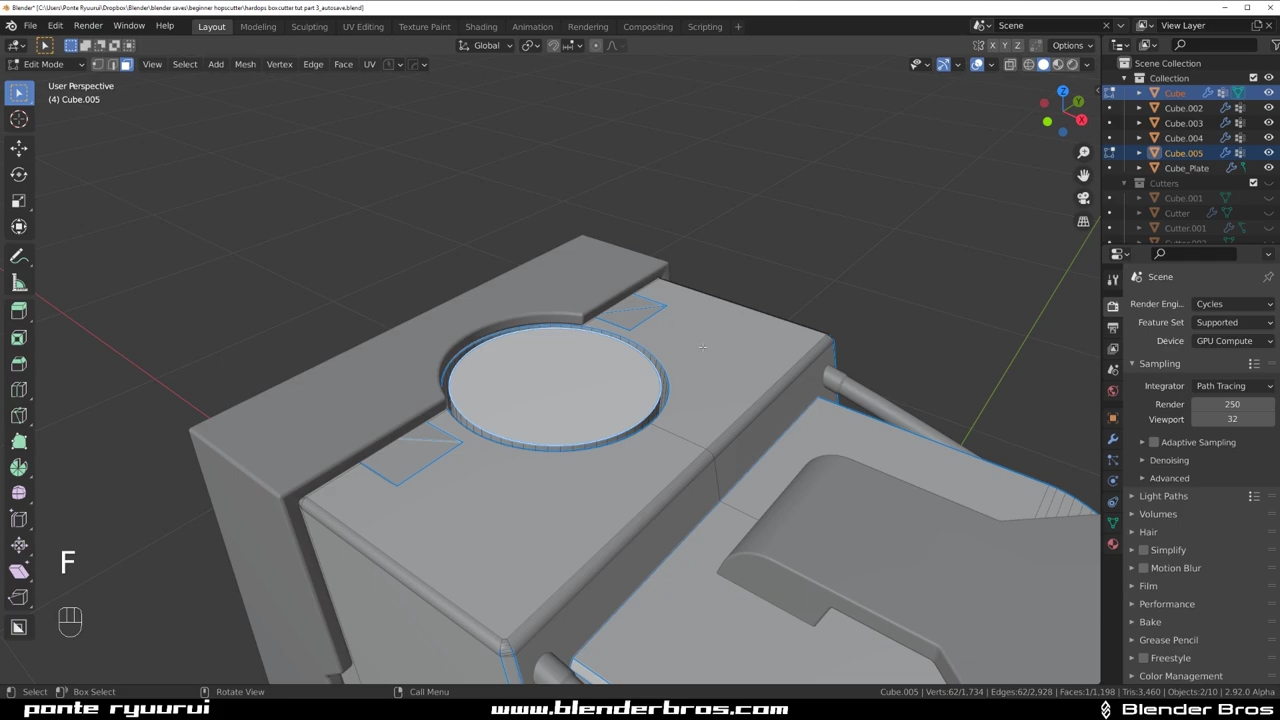 Blender* [C:\Users\Ponte Ryuurui\Dropbox\Blender\blender saves\beginner hopscutter\hardops boxcutter tut part 3_autosave.blend]
File Edit Render Window Help Layout Modeling Sculpting UV Editing Texture Paint Shading Animation Rendering Compositing Scripting Scene View Layer
Global X Y Z Options
Edit Mode View Select Add Mesh Vertex Edge Face UV
User Perspective
(4) Cube.005
Scene Collection
Collection
Cube
Cube.002
Cube.003
Cube.004
Cube.005
Cube_Plate
Cutters
Cube.001
Cutter
Cutter.001
Scene
Render Engi.. Cycles
Feature Set Supported
Device GPU Compute
Sampling
Integrator Path Tracing
Render 250
Viewport 32
Adaptive Sampling
Denoising
Advanced
Light Paths
Volumes
Hair
Simplify
Motion Blur
Film
Performance
Bake
Grease Pencil
Freestyle
Color Management
X
Y
Z
F
Select Box Select Rotate View Call Menu Cube.005 | Verts:62/1,734 | Edges:62/2,928 | Faces:1/1,198 | Tris:3,460 | Objects:2/10 | 2.92.0 Alpha
ponte ryuurui www.blenderbros.com Blender Bros